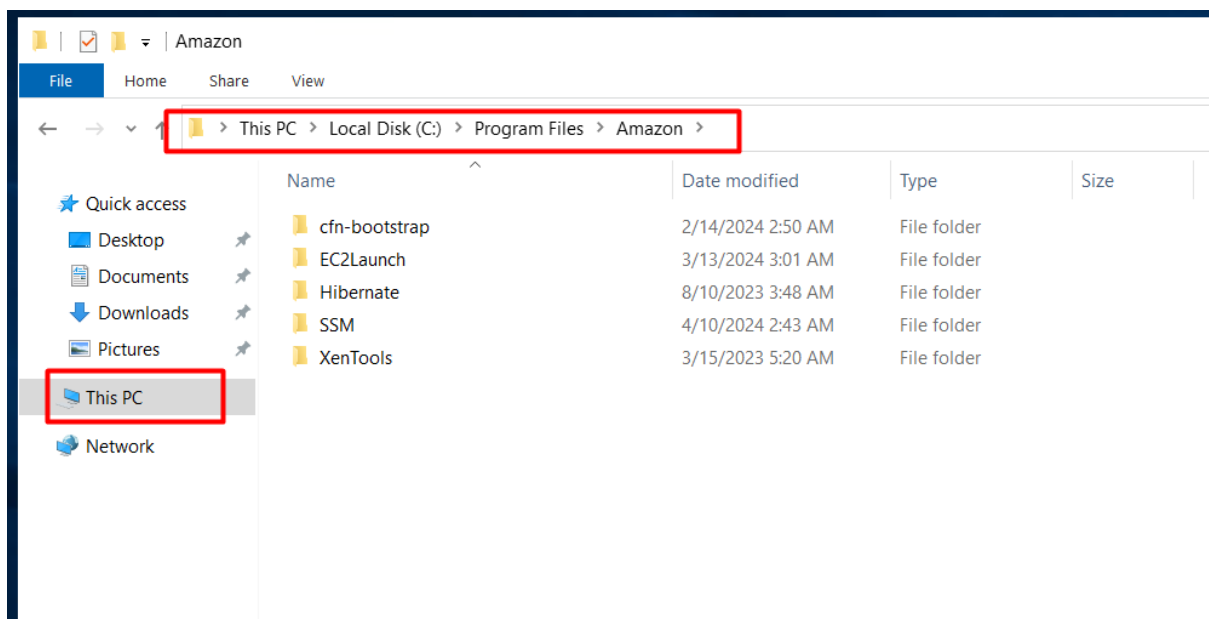 Amazon
File Home Share View
This PC > Local Disk (C:) > Program Files > Amazon >
Name Date modified Type Size
Quick access
Desktop
Documents
Downloads
Pictures
This PC
Network
cfn-bootstrap 2/14/2024 2:50 AM File folder
EC2Launch 3/13/2024 3:01 AM File folder
Hibernate 8/10/2023 3:48 AM File folder
SSM 4/10/2024 2:43 AM File folder
XenTools 3/15/2023 5:20 AM File folder